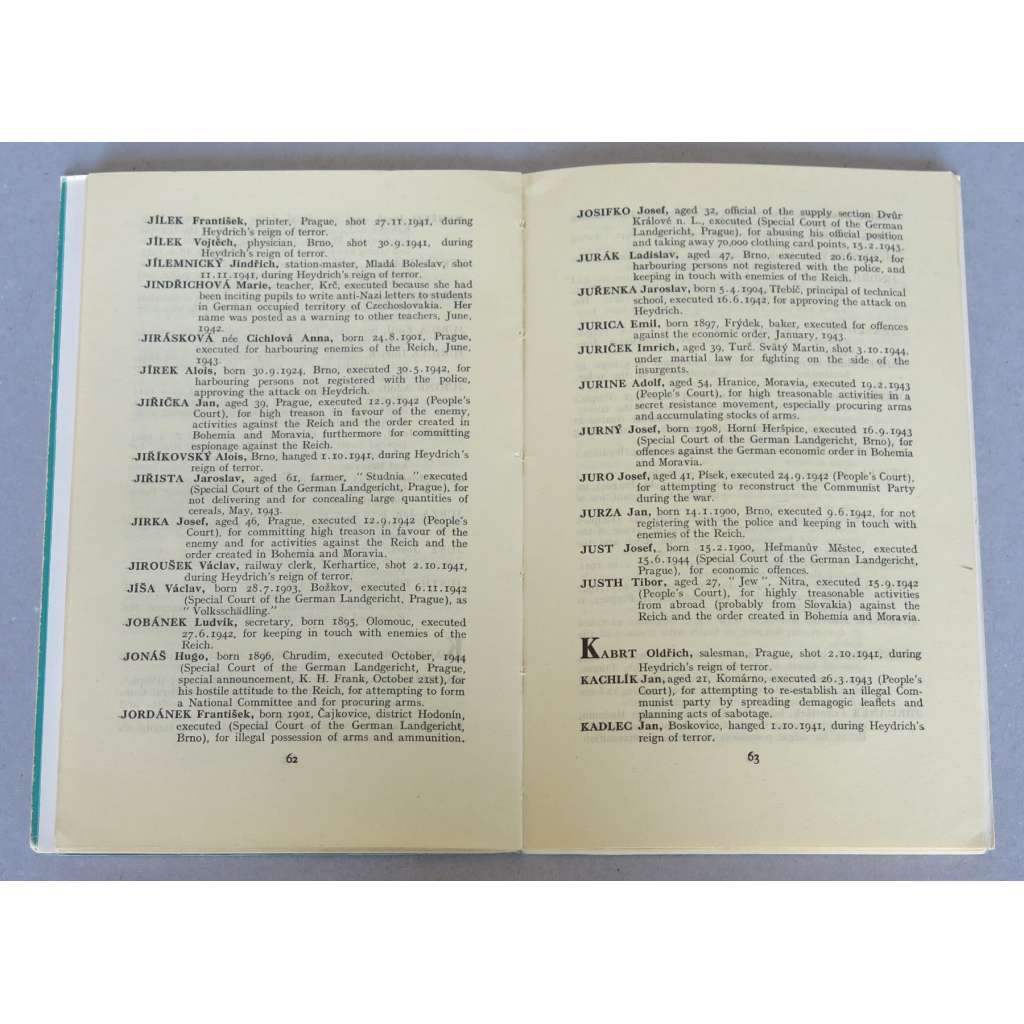 JÍLEK František, printer, Prague, shot 27.11.1941, during
Heydrich's reign of terror.
JÍLEK Vojtěch, physician, Brno, shot 30.9.1941, during
Heydrich's reign of terror.
JÍLEMNICKÝ Jindřich, station-master, Mladá Boleslav, shot
11.11.1941, during Heydrich's reign of terror.
JINDŘICHOVÁ Marie, teacher, Krč, executed because she had
been inciting pupils to write anti-Nazi letters to students
in German occupied territory of Czechoslovakia. Her
name was posted as a warning to other teachers, June,
1942.
JIRÁSKOVÁ née Cíchlová Anna, born 24.8.1901, Prague,
executed for harbouring enemies of the Reich, June,
1943.
JÍREK Alois, born 30.9.1924, Brno, executed 30.5.1942, for
harbouring persons not registered with the police,
approving the attack on Heydrich.
JIŘIČKA Jan, aged 39, Prague, executed 12.9.1942 (People's
Court), for high treason in favour of the enemy,
activities against the Reich and the order created in
Bohemia and Moravia, furthermore for committing
espionage against the Reich.
JIŘÍKOVSKÝ Alois, Brno, hanged 1.10.1941, during Heydrich's
reign of terror.
JIŘISTA Jaroslav, aged 61, farmer, "Studnia" executed
(Special Court of the German Landgericht, Prague), for
not delivering and for concealing large quantities of
cereals, May, 1943.
JIRKA Josef, aged 46, Prague, executed 12.9.1942 (People's
Court), for committing high treason in favour of the
enemy and for activities against the Reich and the
order created in Bohemia and Moravia.
JIROUŠEK Václav, railway clerk, Kerhartice, shot 2.10.1941,
during Heydrich's reign of terror.
JÍŠA Václav, born 28.7.1903, Božkov, executed 6.11.1942
(Special Court of the German Landgericht, Prague), as
"Volksschädling."
JOBÁNEK Ludvík, secretary, born 1895, Olomouc, executed
27.6.1942, for keeping in touch with enemies of the
Reich.
JONÁŠ Hugo, born 1896, Chrudim, executed October, 1944
(Special Court of the German Landgericht, Prague,
special announcement, K. H. Frank, October 21st), for
his hostile attitude to the Reich, for attempting to form
a National Committee and for procuring arms.
JORDÁNEK František, born 1901, Čajkovice, district Hodonín,
executed (Special Court of the German Landgericht,
Brno), for illegal possession of arms and ammunition.
62
JOSIFKO Josef, aged 32, official of the supply section Dvůr
Králové n. L., executed (Special Court of the German
Landgericht, Prague), for abusing his official position
and taking away 70,000 clothing card points, 15.2.1943.
JURÁK Ladislav, aged 47, Brno, executed 20.6.1942, for
harbouring persons not registered with the police, and
keeping in touch with enemies of the Reich.
JUŘENKA Jaroslav, born 5.4.1904, Třebíč, principal of technical
school, executed 16.6.1942, for approving the attack on
Heydrich.
JURICA Emil, born 1897, Frýdek, baker, executed for offences
against the economic order, January, 1943.
JURIČEK Imrich, aged 39, Turč. Svätý Martin, shot 3.10.1944,
under martial law for fighting on the side of the
insurgents.
JURINE Adolf, aged 54, Hranice, Moravia, executed 19.2.1943
(People's Court), for high treasonable activities in a
secret resistance movement, especially procuring arms
and accumulating stocks of arms.
JURNÝ Josef, born 1908, Horní Heršpice, executed 16.9.1943
(Special Court of the German Landgericht, Brno), for
offences against the German economic order in Bohemia
and Moravia.
JURO Josef, aged 41, Písek, executed 24.9.1942 (People's Court),
for attempting to reconstruct the Communist Party
during the war.
JURZA Jan, born 14.1.1900, Brno, executed 9.6.1942, for not
registering with the police and keeping in touch with
enemies of the Reich.
JUST Josef, born 15.2.1900, Heřmanův Městec, executed
15.6.1944 (Special Court of the German Landgericht,
Prague), for economic offences.
JUSTH Tibor, aged 27, "Jew", Nitra, executed 15.9.1942
(People's Court), for highly treasonable activities
from abroad (probably from Slovakia) against the
Reich and the order created in Bohemia and Moravia.
KABRT Oldřich, salesman, Prague, shot 2.10.1941, during
Heydrich's reign of terror.
KACHLÍK Jan, aged 21, Komárno, executed 26.3.1943 (People's
Court), for attempting to re-establish an illegal Com-
munist party by spreading demagogic leaflets and
planning acts of sabotage.
KADLEC Jan, Boskovice, hanged 1.10.1941, during Heydrich's
reign of terror.
63